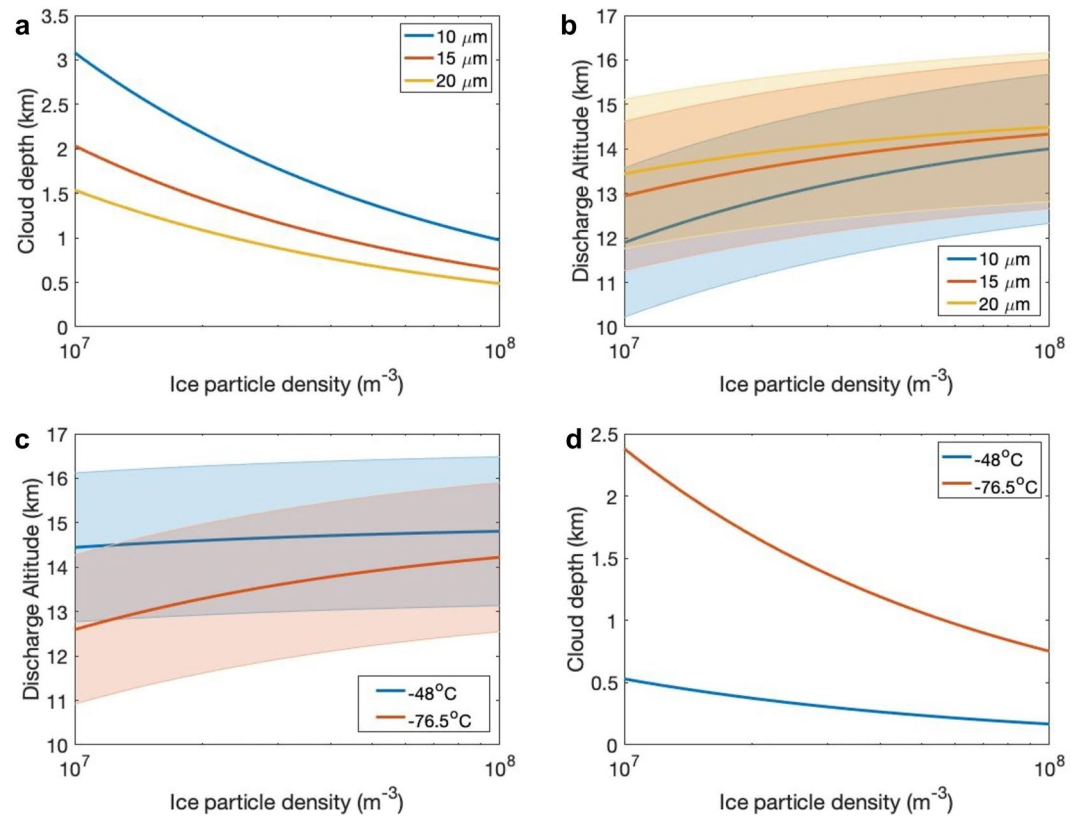 a
3.5
3
2.5
2
1.5
1
0.5
0
Cloud depth (km)
10 μm
15 μm
20 μm
10^7
10^8
Ice particle density (m^-3)
b
17
16
15
14
13
12
11
10
Discharge Altitude (km)
10 μm
15 μm
20 μm
10^7
10^8
Ice particle density (m^-3)
c
17
16
15
14
13
12
11
10
Discharge Altitude (km)
-48°C
-76.5°C
10^7
10^8
Ice particle density (m^-3)
d
2.5
2
1.5
1
0.5
0
Cloud depth (km)
-48°C
-76.5°C
10^7
10^8
Ice particle density (m^-3)